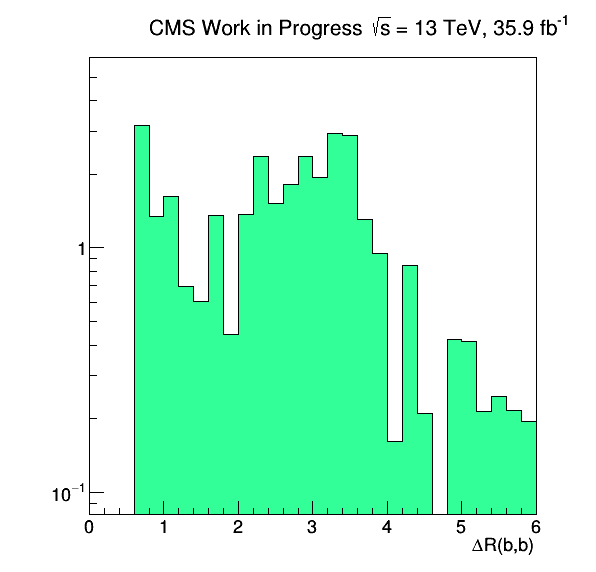 CMS Work in Progress √s = 13 TeV, 35.9 fb⁻¹
1
10⁻¹
0 1 2 3 4 5 6
ΔR(b,b)